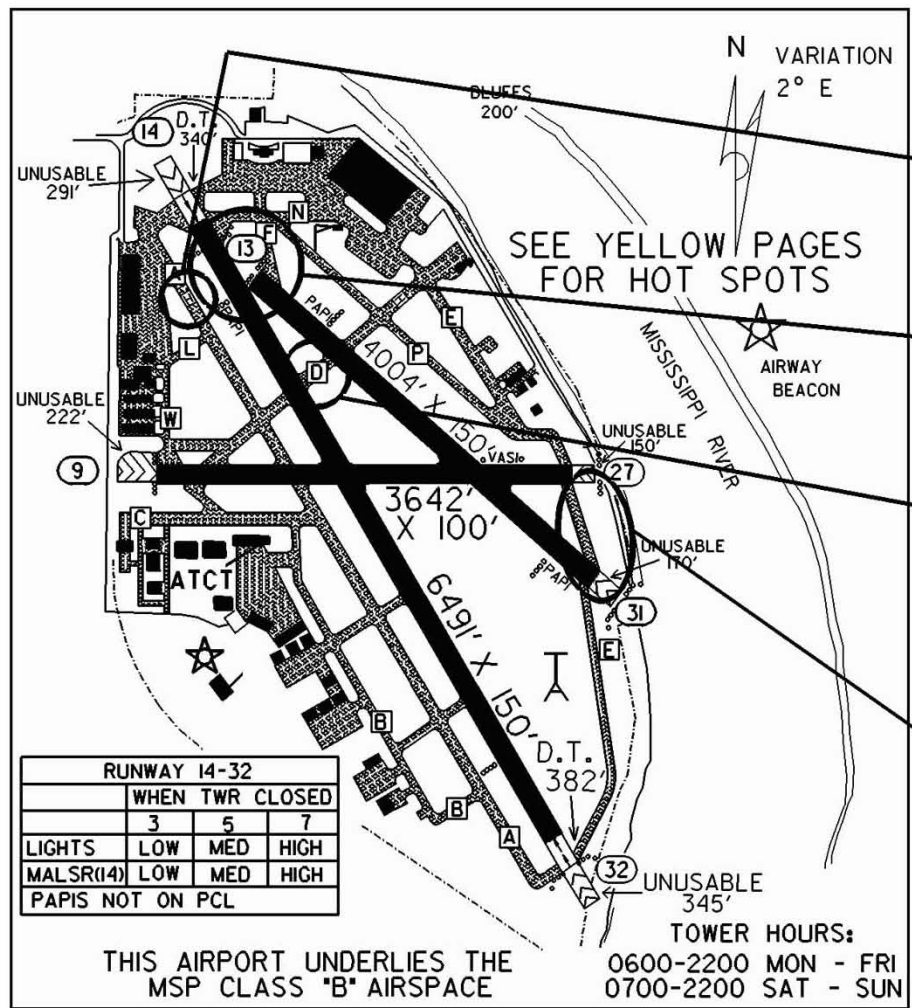 N
VARIATION
2° E
BLUFFS
200'
14
D.T.
340'
UNUSABLE
291'
N
F
13
SEE YELLOW PAGES
FOR HOT SPOTS
A
PAPI
PAPI
E
MISSISSIPPI RIVER
AIRWAY
BEACON
L
D
P
4004' X 150'
UNUSABLE
222'
W
UNUSABLE
150'
VASI
9
27
3642'
X 100'
C
UNUSABLE
170'
PAPI
ATCT
31
E
6491' X 150'
B
D.T.
382'
B
A
32
UNUSABLE
345'
RUNWAY 14-32
WHEN TWR CLOSED
3 5 7
LIGHTS LOW MED HIGH
MALSR(14) LOW MED HIGH
PAPIS NOT ON PCL
TOWER HOURS:
0600-2200 MON - FRI
0700-2200 SAT - SUN
THIS AIRPORT UNDERLIES THE
MSP CLASS "B" AIRSPACE